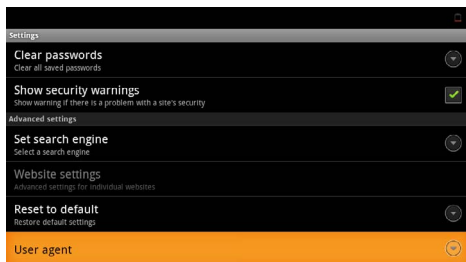 Settings
Clear passwords
Clear all saved passwords
Show security warnings
Show warning if there is a problem with a site's security
Advanced settings
Set search engine
Select a search engine
Website settings
Advanced settings for individual websites
Reset to default
Restore default settings
User agent